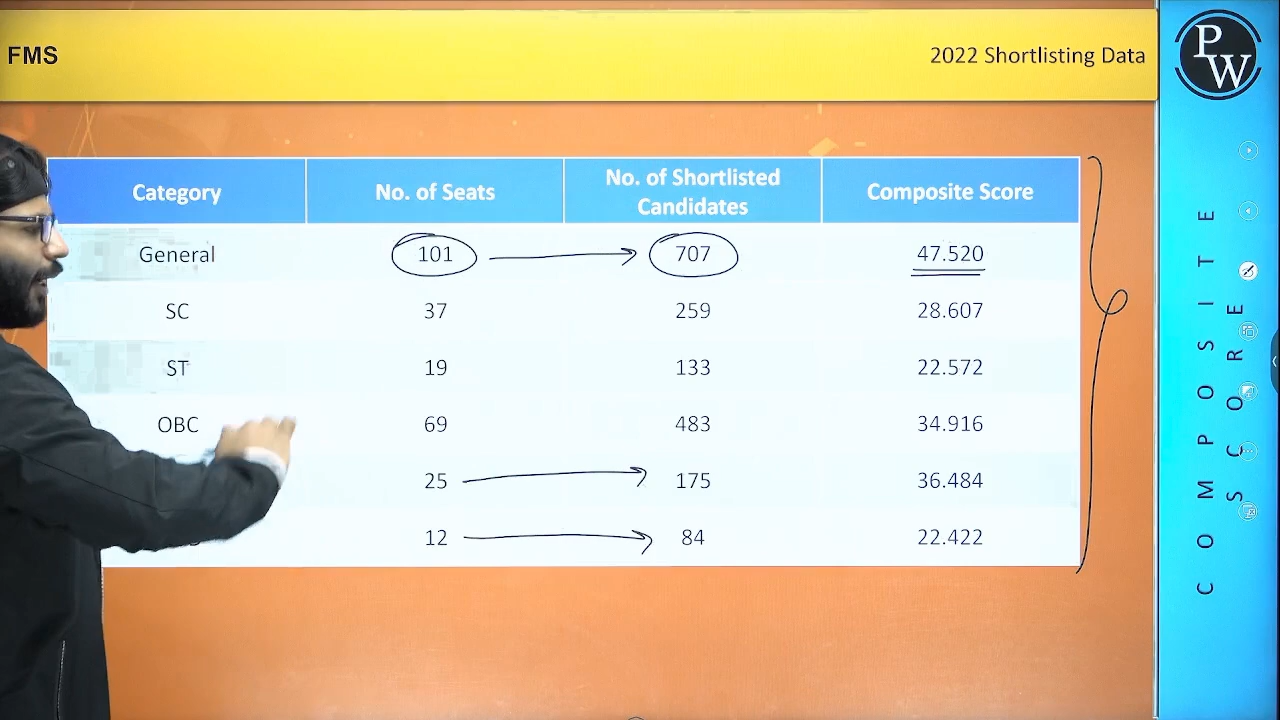 FMS
2022 Shortlisting Data
Category No. of Seats No. of Shortlisted Candidates Composite Score
General 101 707 47.520
SC 37 259 28.607
ST 19 133 22.572
OBC 69 483 34.916
25 175 36.484
12 84 22.422
PW
COMPOSITE
SCORE